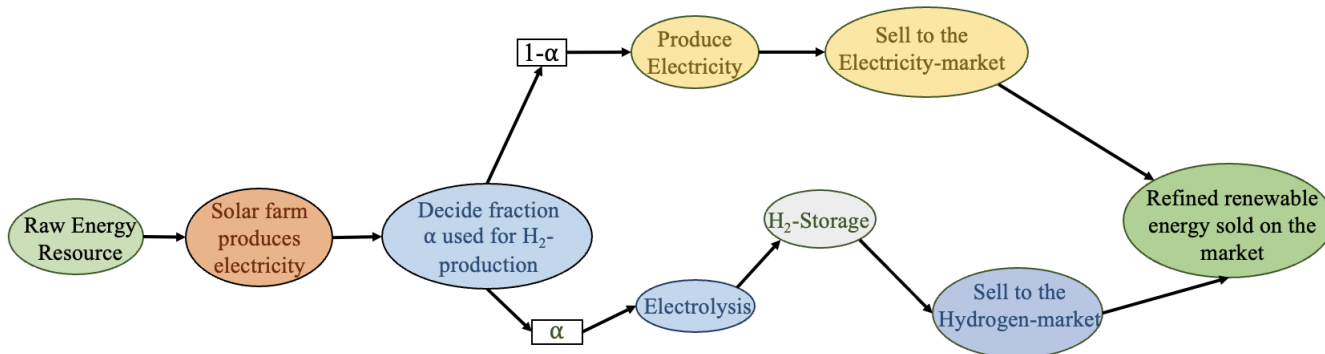 Raw Energy
Resource
Solar farm
produces
electricity
Decide fraction
α used for H₂-
production
1-α
Produce
Electricity
Sell to the
Electricity-market
α
Electrolysis
H₂-Storage
Sell to the
Hydrogen-market
Refined renewable
energy sold on the
market